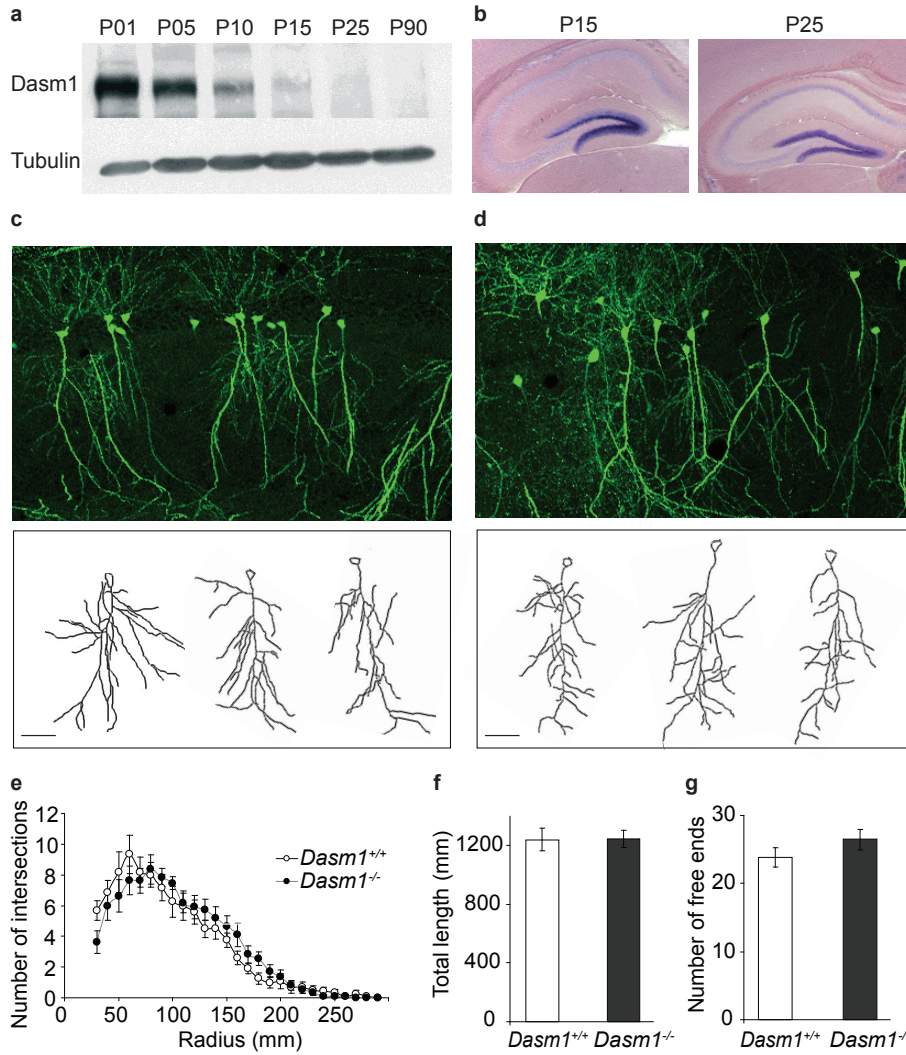 a
P01 P05 P10 P15 P25 P90
Dasm1
Tubulin
b
P15 P25
c
d
e
Number of intersections
12
10
8
6
4
2
0
0 50 100 150 200 250
Radius (mm)
Dasm1+/+
Dasm1-/-
f
Total length (mm)
1200
800
400
0
Dasm1+/+ Dasm1-/-
g
Number of free ends
30
20
10
0
Dasm1+/+ Dasm1-/-